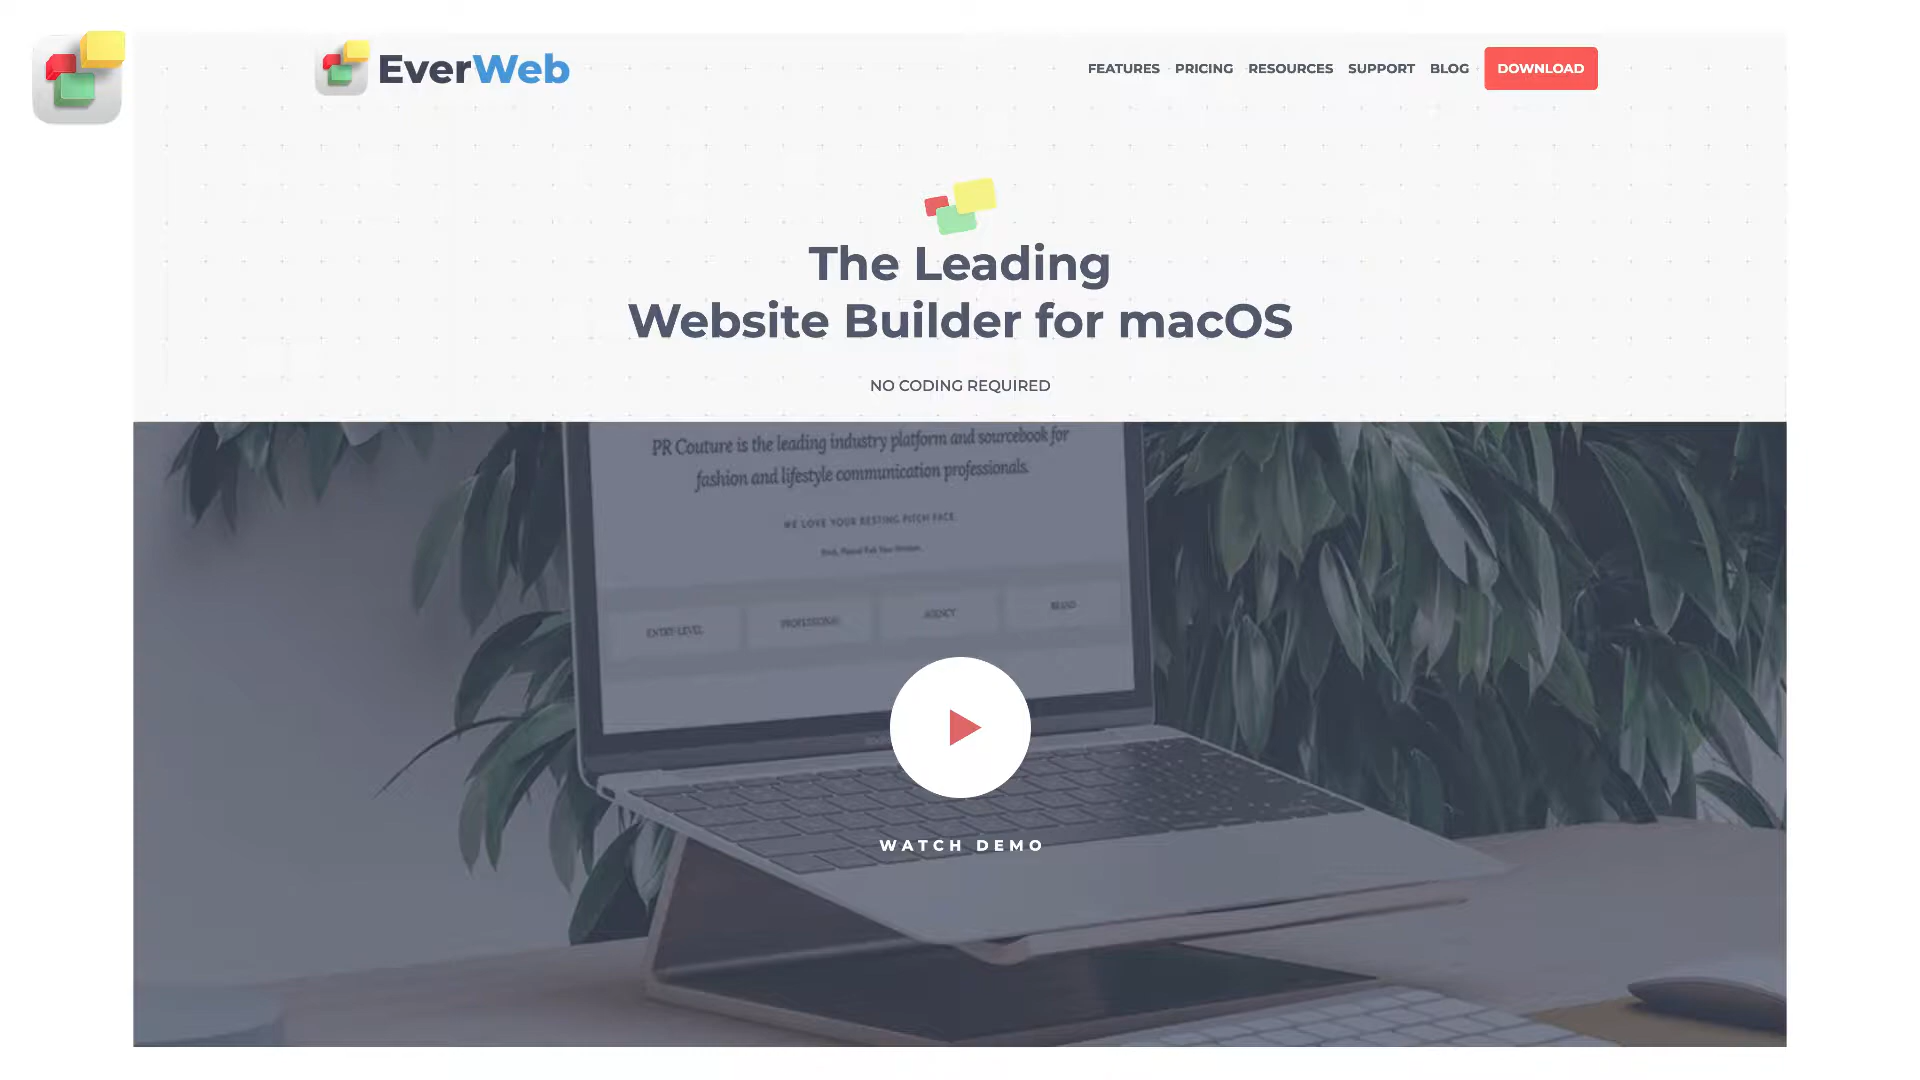 EverWeb
FEATURES PRICING RESOURCES SUPPORT BLOG DOWNLOAD
The Leading
Website Builder for macOS
NO CODING REQUIRED
PR Couture is the leading industry platform and sourcebook for
fashion and lifestyle communication professionals.
WE LOVE YOUR RESTING PITCH FACE.
ENTRY-LEVEL PROFESSIONAL AGENCY BRAND
WATCH DEMO